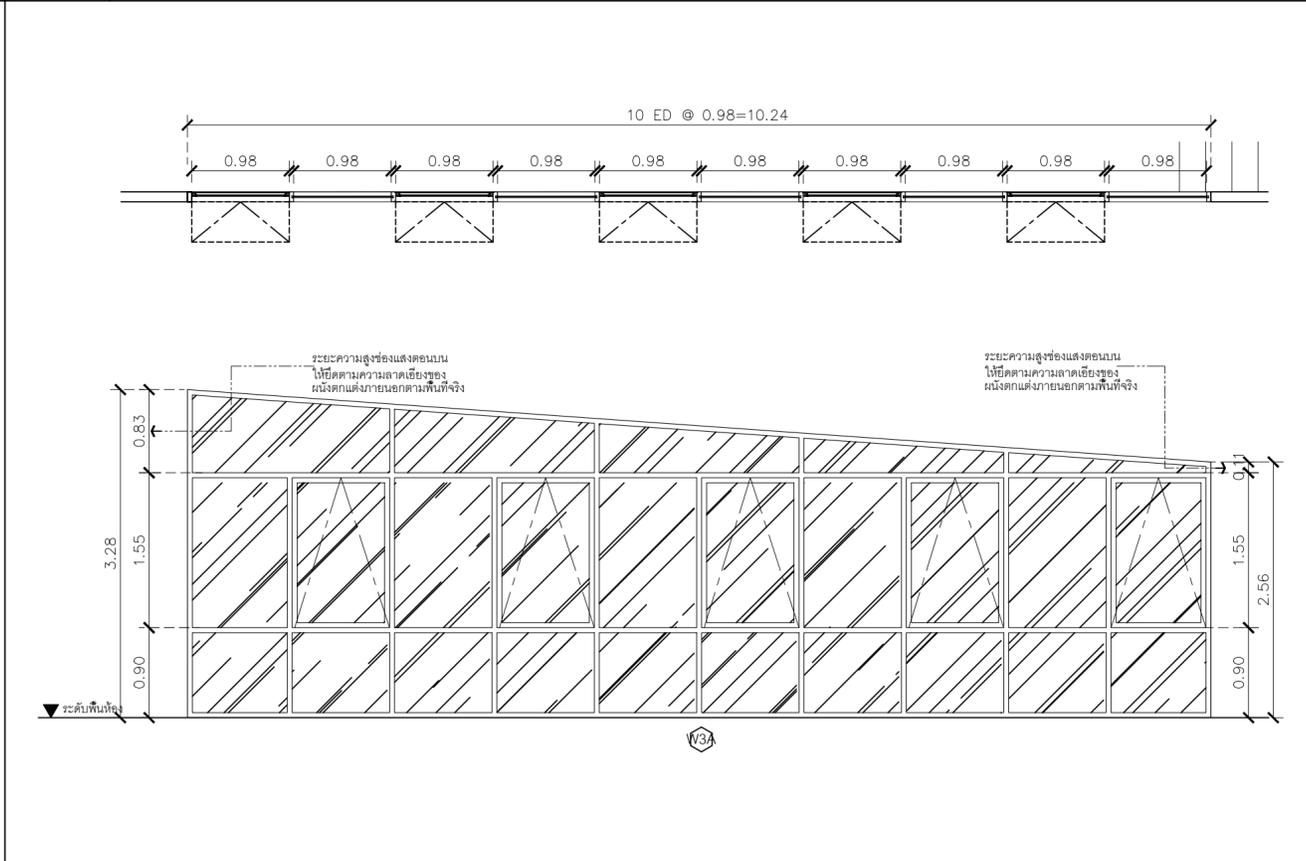 10 ED @ 0.98=10.24
0.98 0.98 0.98 0.98 0.98 0.98 0.98 0.98 0.98 0.98
ระยะความสูงช่องแสงตอนบน
ให้ยึดตามความลาดเอียงของ
ผนังตกแต่งภายนอกตามพื้นที่จริง
ระยะความสูงช่องแสงตอนบน
ให้ยึดตามความลาดเอียงของ
ผนังตกแต่งภายนอกตามพื้นที่จริง
0.83
1.55
3.28
0.90
0.11
1.55
2.56
0.90
ระดับพื้นห้อง
W3A